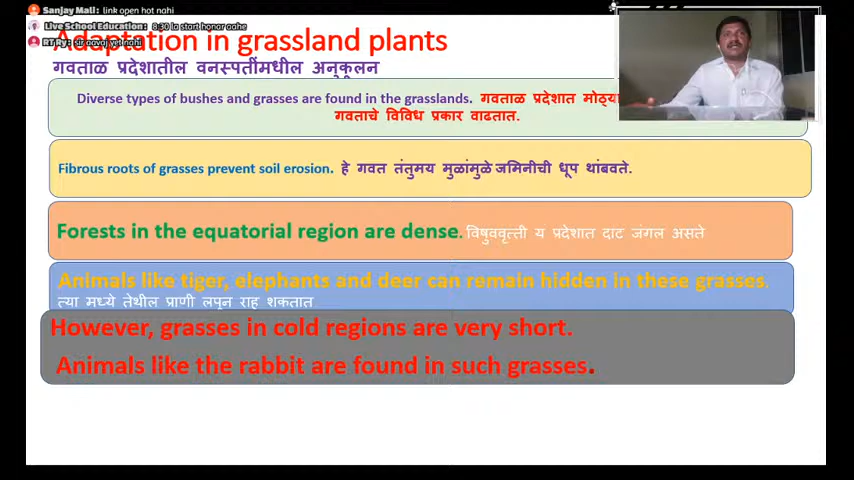 Sanjay Mali: link open hot nahi
Live School Education: 8:30 la start honar aahe
sir aavaj yet nahi
Adaptation in grassland plants
गवताळ प्रदेशातील वनस्पतींमधील अनुकूलन
Diverse types of bushes and grasses are found in the grasslands. गवताळ प्रदेशात
गवताचे विविध प्रकार वाढतात.
Fibrous roots of grasses prevent soil erosion. हे गवत तंतुमय मुळांमुळे जमिनीची धूप थांबवते.
Forests in the equatorial region are dense. विषुववृत्ती य प्रदेशात दाट जंगल असते
Animals like tiger, elephants and deer can remain hidden in these grasses.
त्या मध्ये तेथील प्राणी लपून राहू शकतात
However, grasses in cold regions are very short.
Animals like the rabbit are found in such grasses.